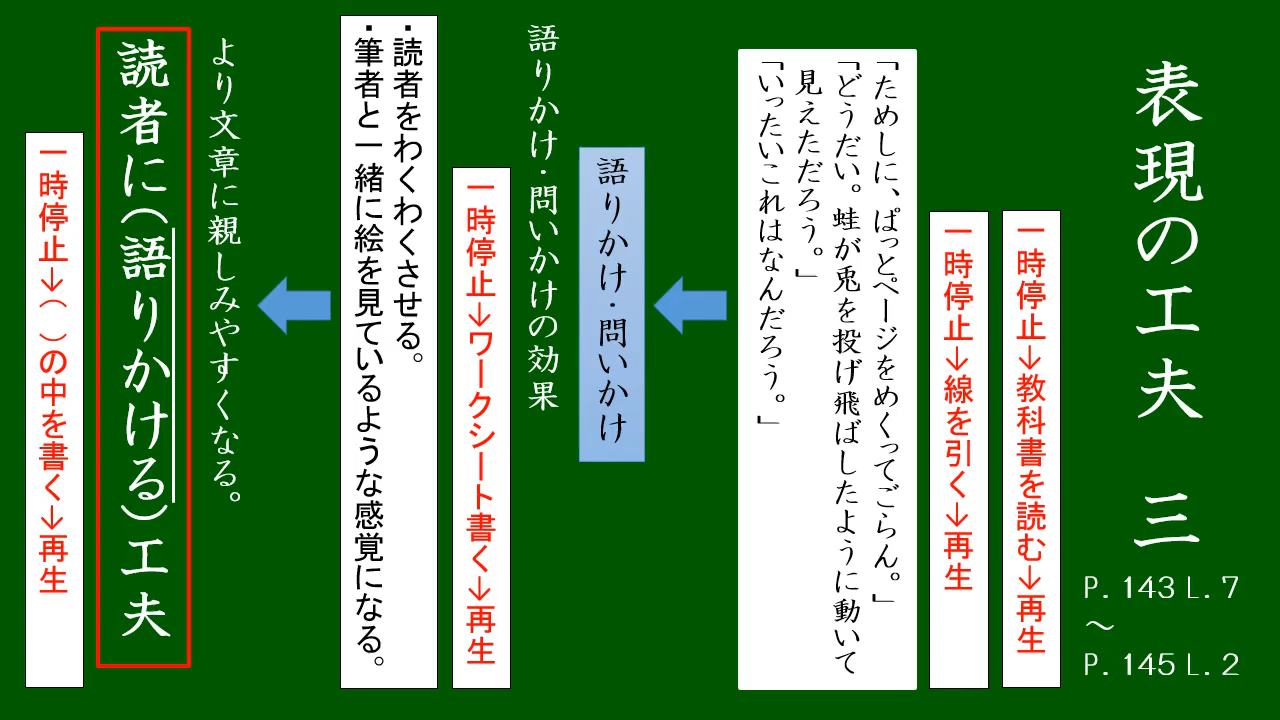 表現の工夫　三
P. 143 L. 7
～
P. 145 L. 2
一時停止→教科書を読む→再生
一時停止→線を引く→再生
「ためしに、ぱっとページをめくってごらん。」
「どうだい。蛙が兎を投げ飛ばしたように動いて
見えただろう。」
「いったいこれはなんだろう。」
語りかけ・問いかけ
語りかけ・問いかけの効果
一時停止→ワークシート書く→再生
・読者をわくわくさせる。
・筆者と一緒に絵を見ているような感覚になる。
より文章に親しみやすくなる。
読者に（語りかける）工夫
一時停止→（　）の中を書く→再生